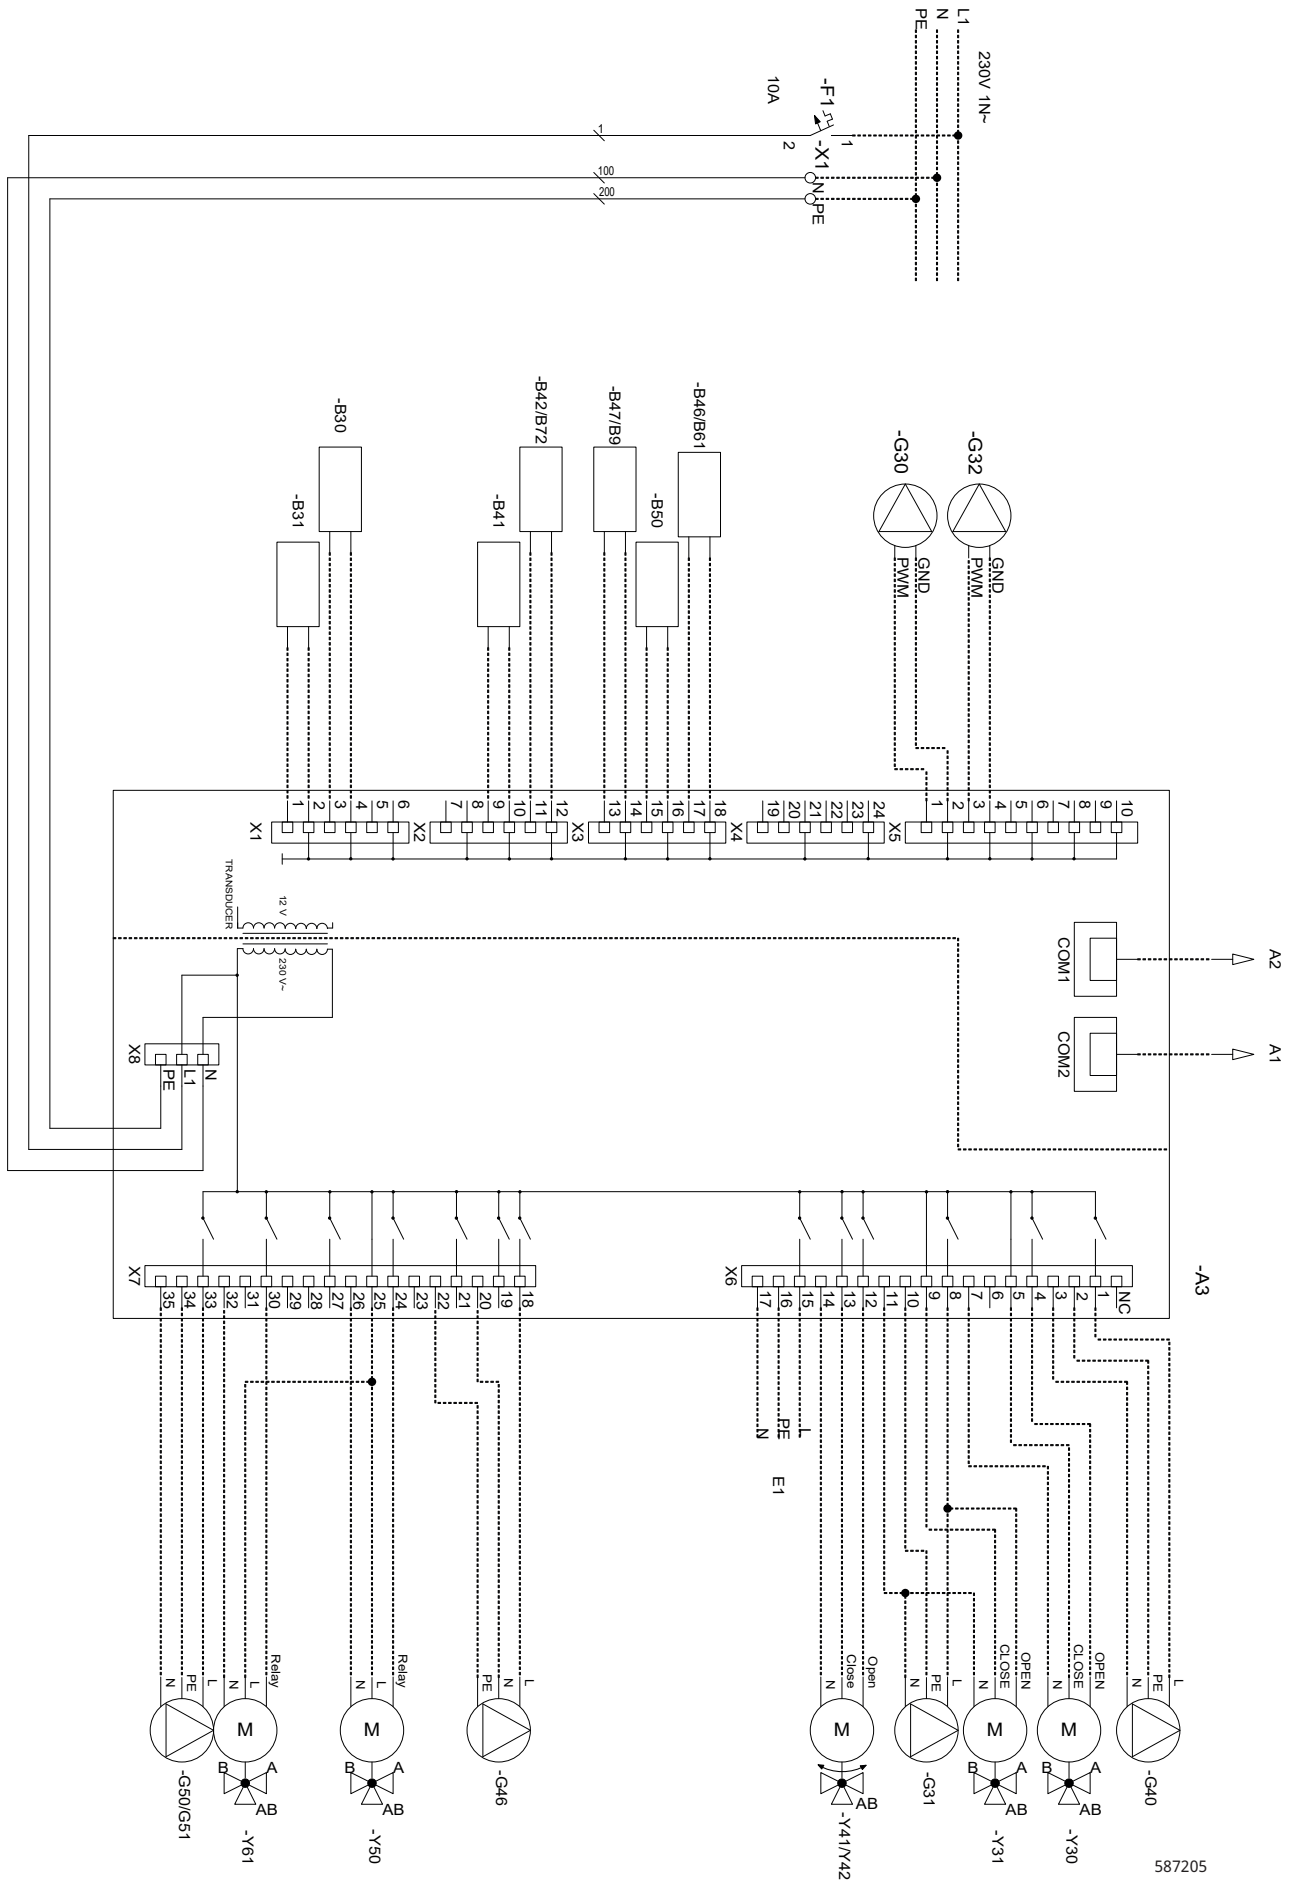 L1
N
PE
230V 1N~
-F1
10A
1
2
-X1
N
PE
1
100
200
-B30
-B31
-B42/B72
-B41
-B47/B9
-B50
-B46/B61
-G30
-G32
PWM
GND
PWM
GND
1
2
3
4
5
6
7
8
9
10
11
12
13
14
15
16
17
18
19
20
21
22
23
24
1
2
3
4
5
6
7
8
9
10
X1
X2
X3
X4
X5
TRANSDUCER
12 V
230 V~
COM1
A2
COM2
A1
X8
PE
L1
N
-A3
X7
35
34
33
32
31
30
29
28
27
26
25
24
23
22
21
20
19
18
X6
17
16
15
14
13
12
11
10
9
8
7
6
5
4
3
2
1
NC
N
PE
L
E1
N
PE
L
N
L
Relay
N
L
Relay
PE
N
L
N
Close
Open
N
PE
L
N
CLOSE
OPEN
N
CLOSE
OPEN
N
PE
L
M
M
M
M
M
B
A
AB
B
A
AB
AB
B
A
AB
B
A
AB
-G50/G51
-Y61
-Y50
-G46
-Y41/Y42
-G31
-Y31
-Y30
-G40
587205